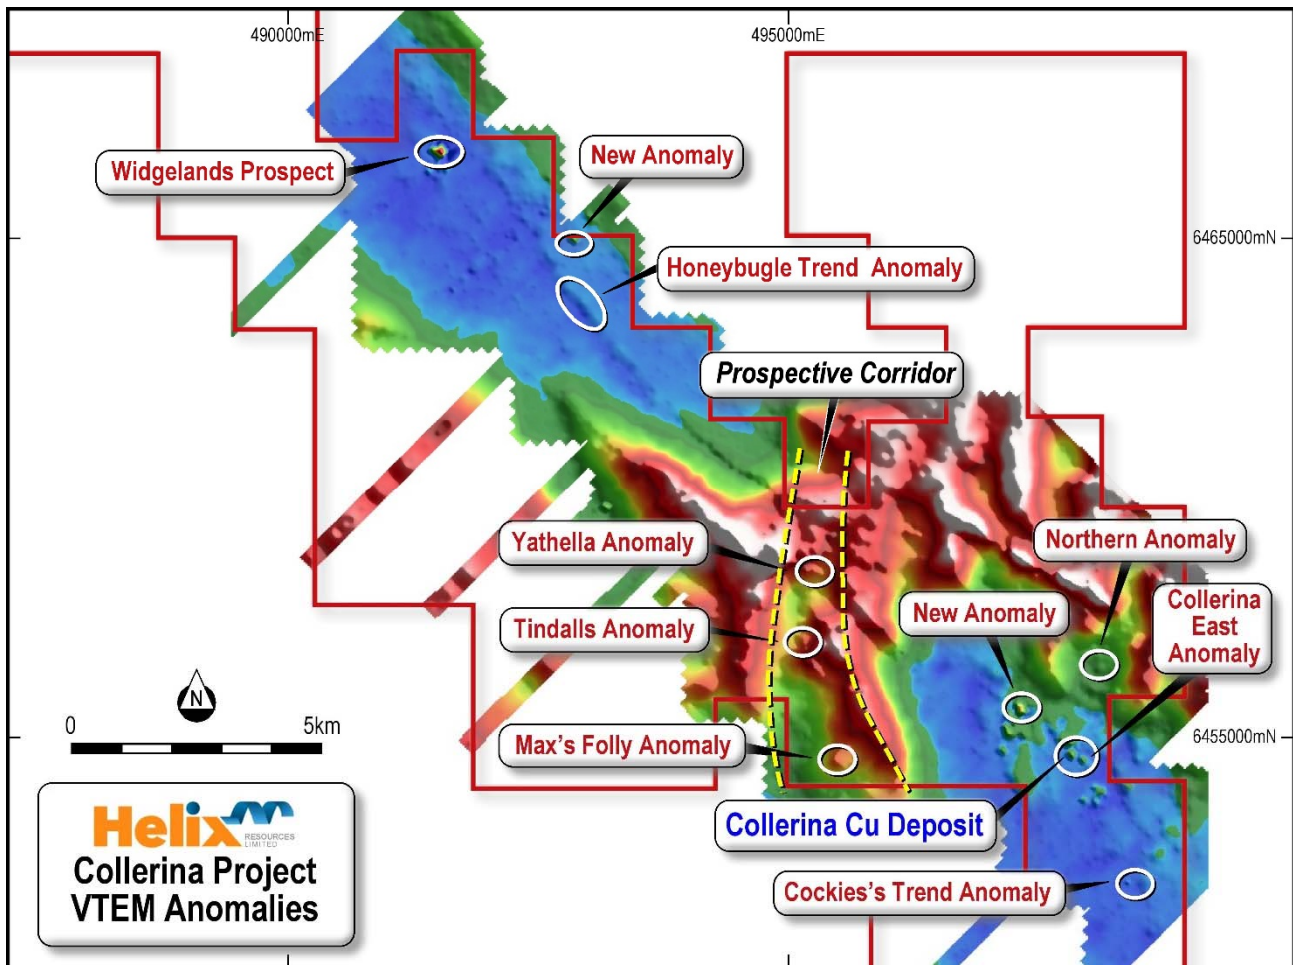 490000mE
495000mE
New Anomaly
Widgelands Prospect
6465000mN
Honeybugle Trend Anomaly
Prospective Corridor
Yathella Anomaly
Northern Anomaly
New Anomaly
Collerina
East
Anomaly
Tindalls Anomaly
N
0 5km
Max's Folly Anomaly
6455000mN
Collerina Cu Deposit
Helix
RESOURCES
LIMITED
Collerina Project
VTEM Anomalies
Cockies's Trend Anomaly